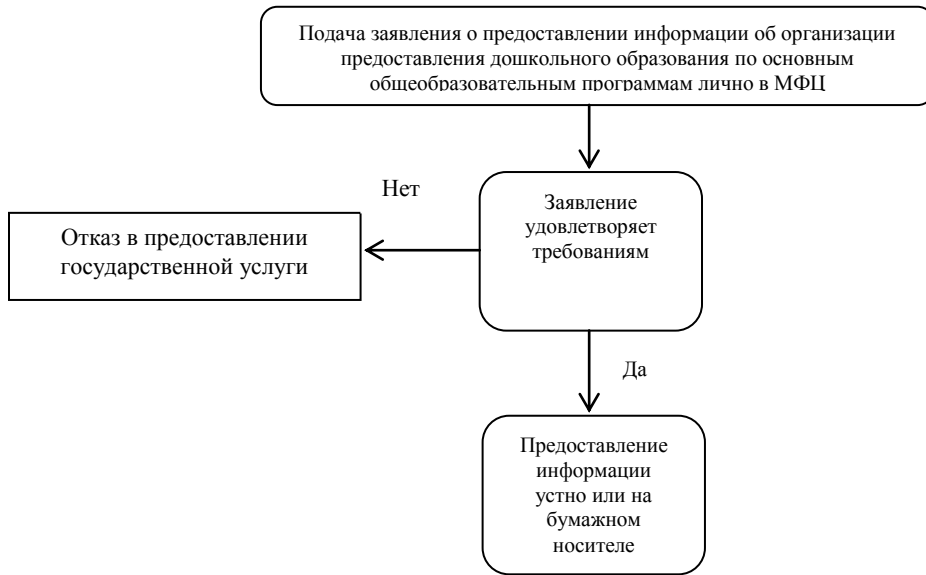 Подача заявления о предоставлении информации об организации
предоставления дошкольного образования по основным
общеобразовательным программам лично в МФЦ
Нет
Заявление
удовлетворяет
требованиям
Отказ в предоставлении
государственной услуги
Да
Предоставление
информации
устно или на
бумажном
носителе